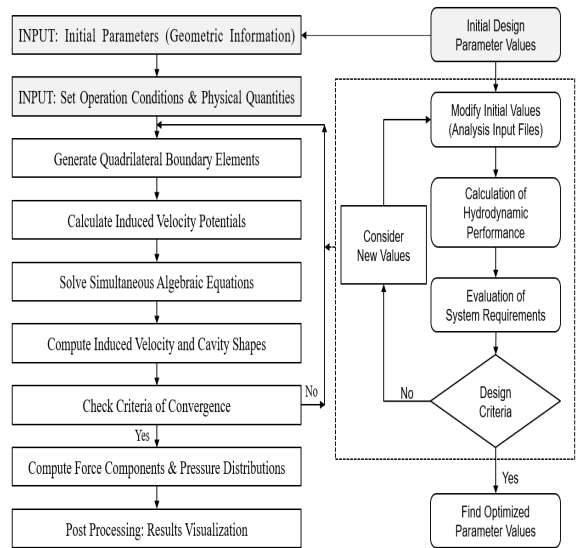 INPUT: Initial Parameters (Geometric Information)
INPUT: Set Operation Conditions & Physical Quantities
Generate Quadrilateral Boundary Elements
Calculate Induced Velocity Potentials
Solve Simultaneous Algebraic Equations
Compute Induced Velocity and Cavity Shapes
Check Criteria of Convergence
No
Yes
Compute Force Components & Pressure Distributions
Post Processing: Results Visualization
Initial Design
Parameter Values
Modify Initial Values
(Analysis Input Files)
Calculation of
Hydrodynamic
Performance
Consider
New Values
Evaluation of
System Requirements
Design
Criteria
No
Yes
Find Optimized
Parameter Values